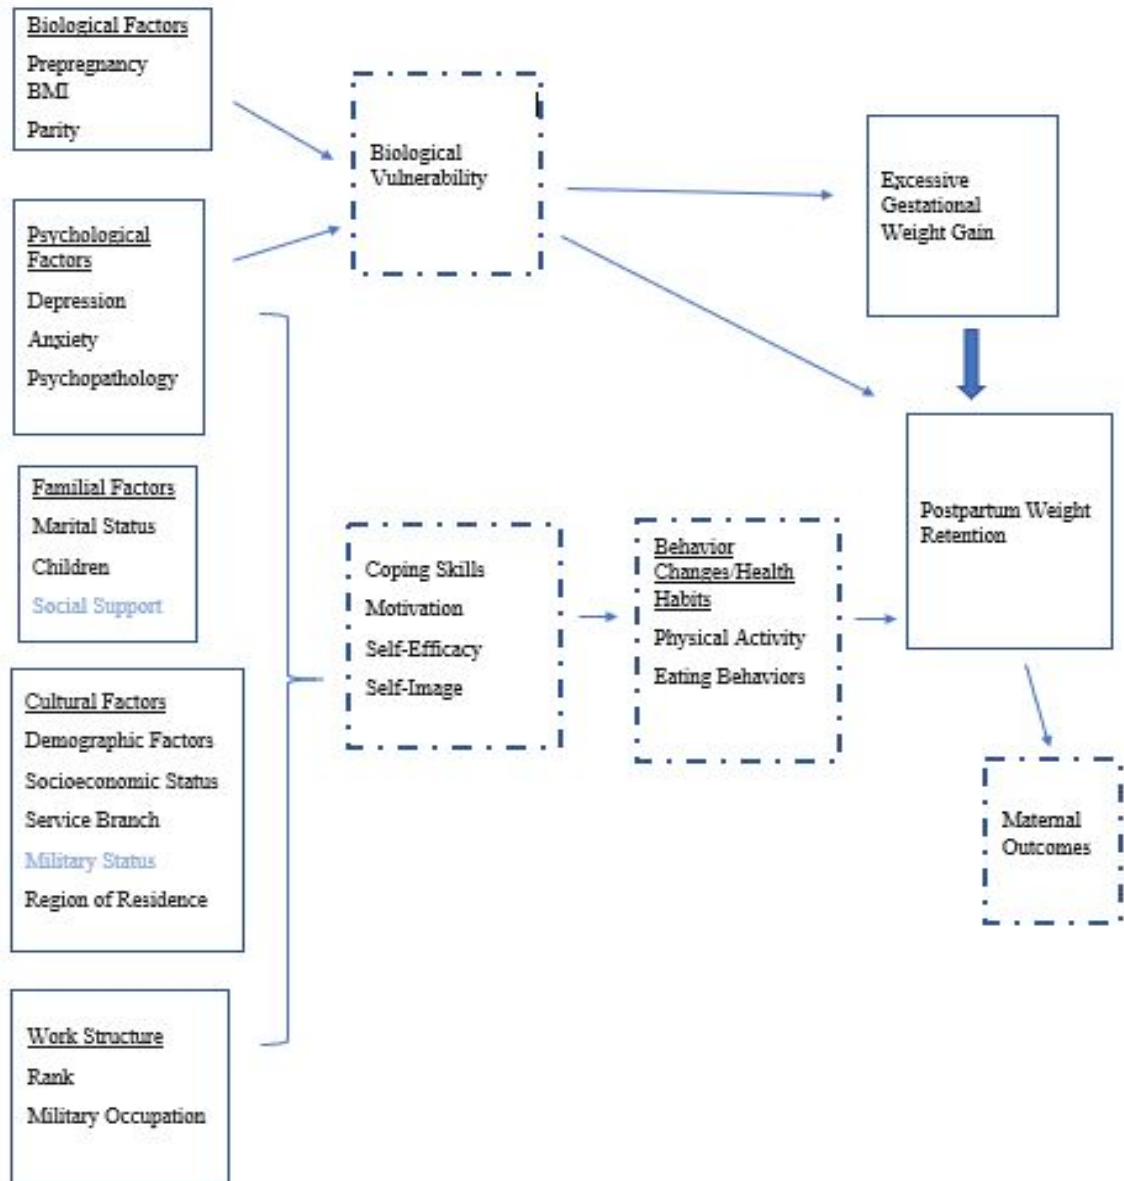 Biological Factors
Prepregnancy
BMI
Parity
Psychological
Factors
Depression
Anxiety
Psychopathology
Familial Factors
Marital Status
Children
Social Support
Cultural Factors
Demographic Factors
Socioeconomic Status
Service Branch
Military Status
Region of Residence
Work Structure
Rank
Military Occupation
Biological
Vulnerability
Coping Skills
Motivation
Self-Efficacy
Self-Image
Behavior
Changes/Health
Habits
Physical Activity
Eating Behaviors
Excessive
Gestational
Weight Gain
Postpartum Weight
Retention
Maternal
Outcomes